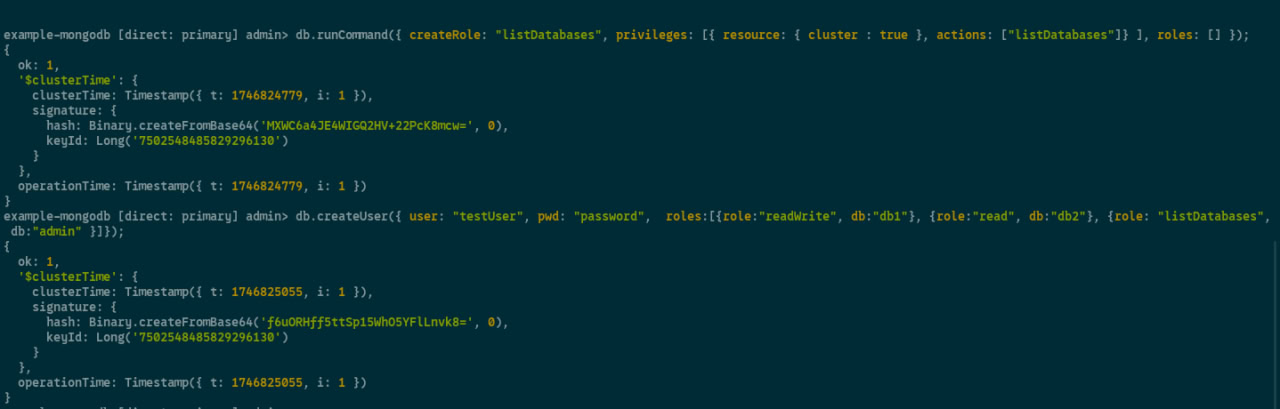 example-mongodb [direct: primary] admin> db.runCommand({ createRole: "listDatabases", privileges: [{ resource: { cluster : true }, actions: ["listDatabases"]} ], roles: [] });
{
  ok: 1,
  '$clusterTime': {
    clusterTime: Timestamp({ t: 1746824779, i: 1 }),
    signature: {
      hash: Binary.createFromBase64('MXWC6a4JE4WIGQ2HV+22PcK8mcw=', 0),
      keyId: Long('7502548485829296130')
    }
  },
  operationTime: Timestamp({ t: 1746824779, i: 1 })
}
example-mongodb [direct: primary] admin> db.createUser({ user: "testUser", pwd: "password",  roles:[{role:"readWrite", db:"db1"}, {role:"read", db:"db2"}, {role: "listDatabases",
 db:"admin" }]});
{
  ok: 1,
  '$clusterTime': {
    clusterTime: Timestamp({ t: 1746825055, i: 1 }),
    signature: {
      hash: Binary.createFromBase64('f6uORHff5ttSp15WhO5YFlLnvk8=', 0),
      keyId: Long('7502548485829296130')
    }
  },
  operationTime: Timestamp({ t: 1746825055, i: 1 })
}